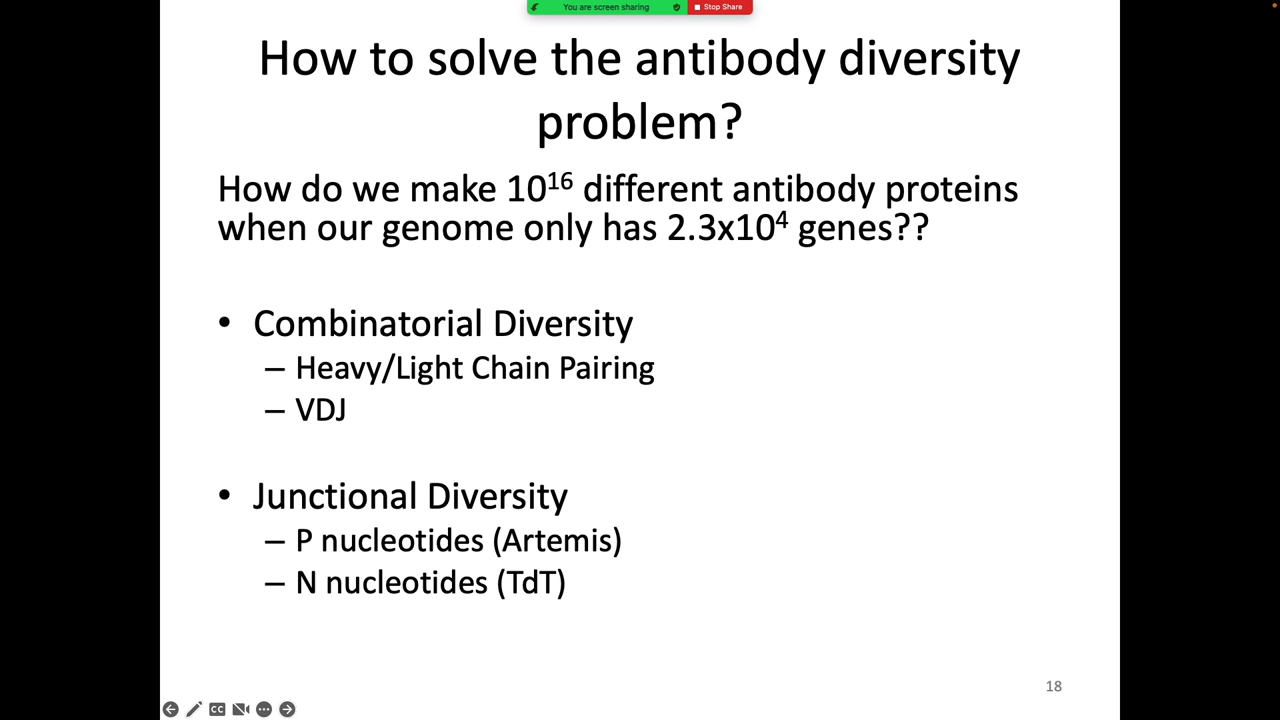 You are screen sharing
Stop Share
How to solve the antibody diversity
problem?
How do we make 10¹⁶ different antibody proteins
when our genome only has 2.3x10⁴ genes??
• Combinatorial Diversity
– Heavy/Light Chain Pairing
– VDJ
• Junctional Diversity
– P nucleotides (Artemis)
– N nucleotides (TdT)
18
CC